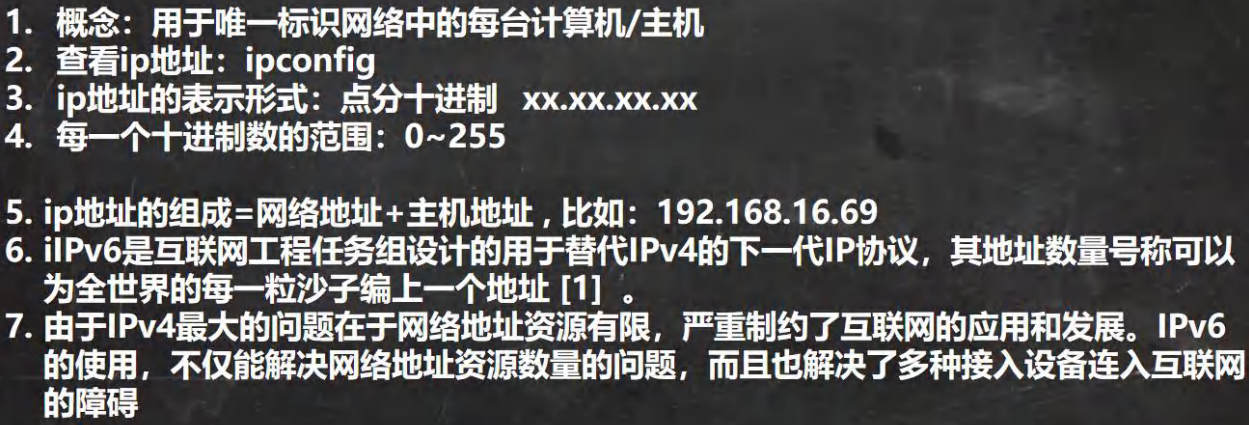 1. 概念：用于唯一标识网络中的每台计算机/主机
2. 查看ip地址：ipconfig
3. ip地址的表示形式：点分十进制 xx.xx.xx.xx
4. 每一个十进制数的范围：0~255
5. ip地址的组成=网络地址+主机地址，比如：192.168.16.69
6. iIPv6是互联网工程任务组设计的用于替代IPv4的下一代IP协议，其地址数量号称可以
为全世界的每一粒沙子编上一个地址 [1] 。
7. 由于IPv4最大的问题在于网络地址资源有限，严重制约了互联网的应用和发展。IPv6
的使用，不仅能解决网络地址资源数量的问题，而且也解决了多种接入设备连入互联网
的障碍